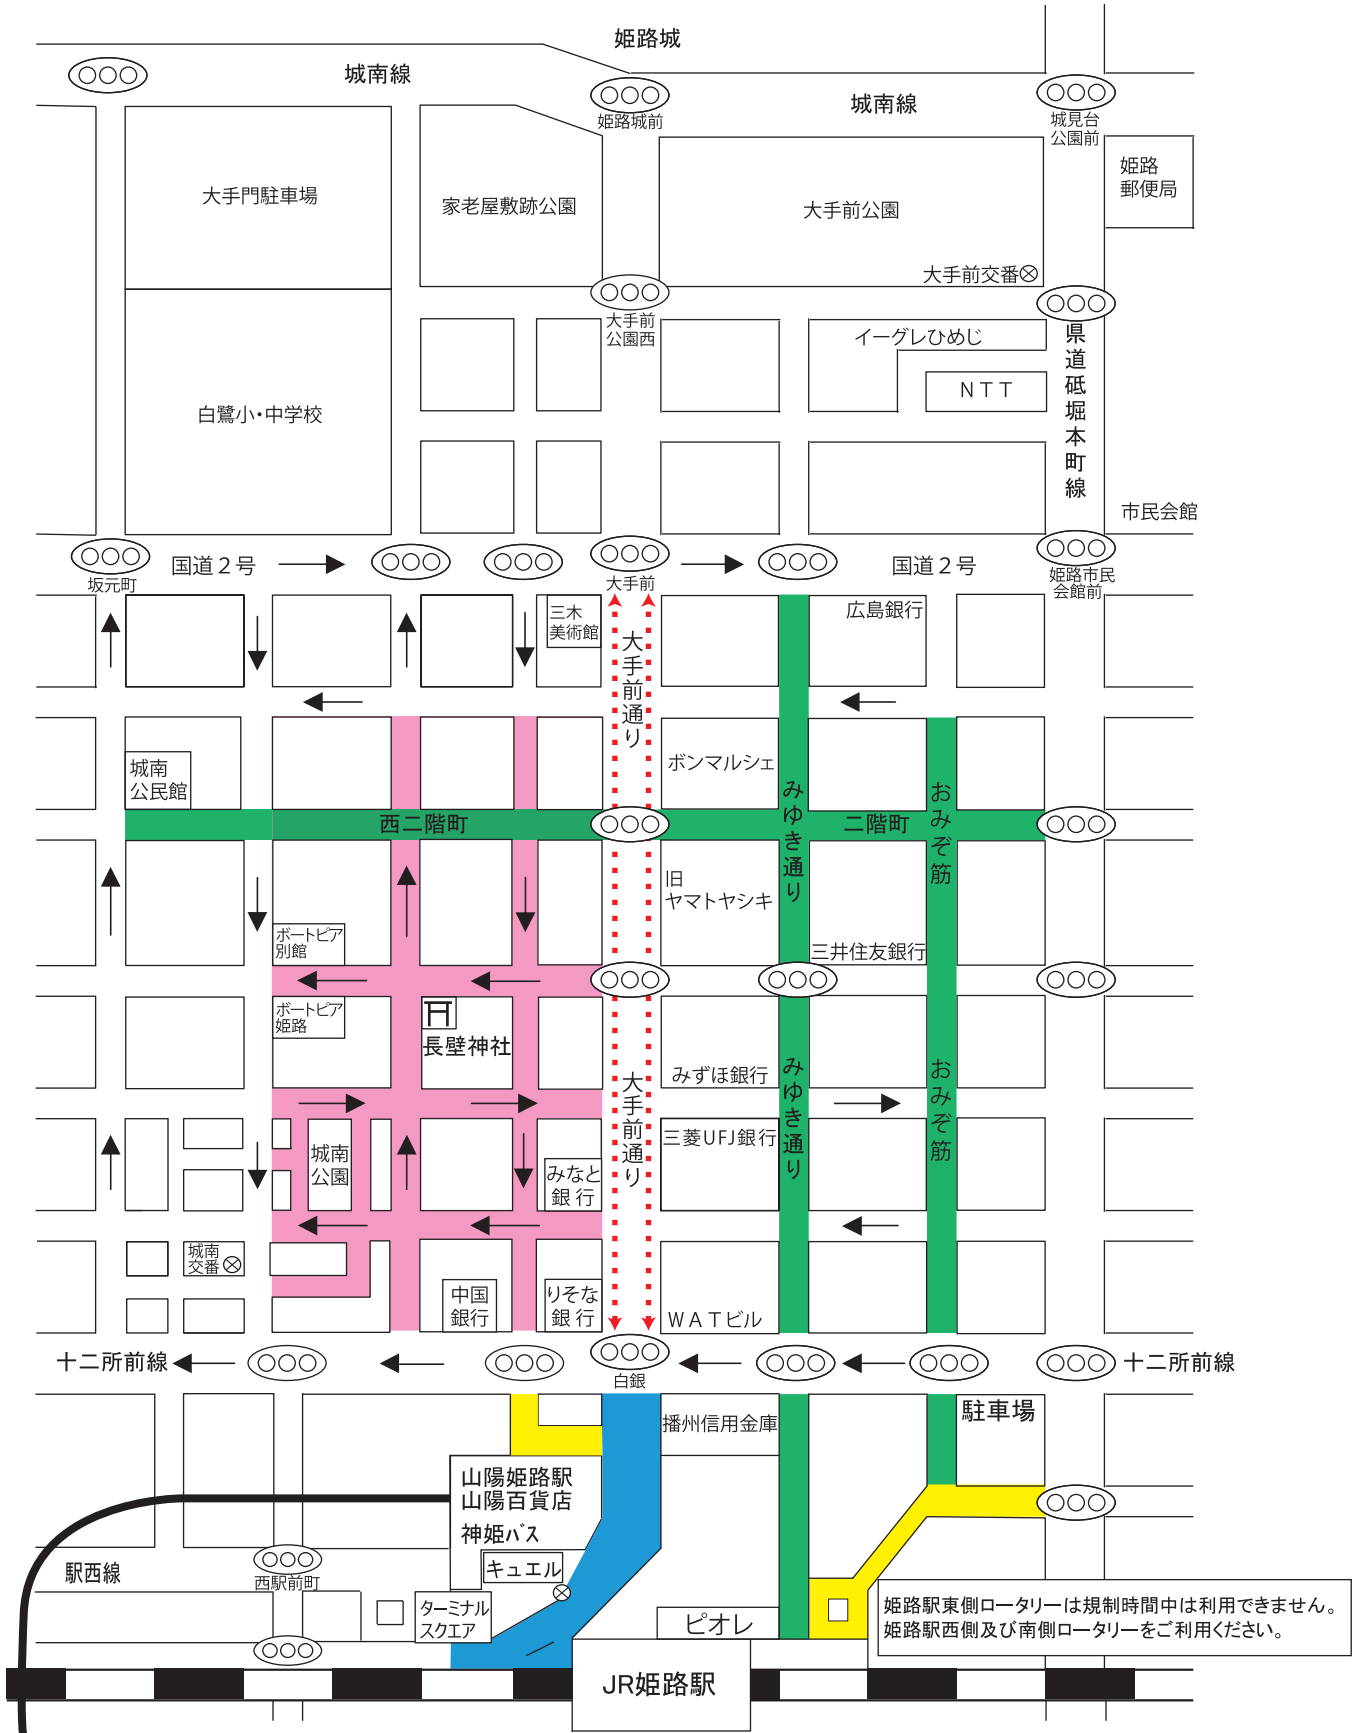 姫路城
城南線
城南線
姫路城前
城見台
公園前
姫路
郵便局
大手門駐車場
家老屋敷跡公園
大手前公園
大手前交番
大手前
公園西
イーグレひめじ
NTT
県道砥堀本町線
白鷺小・中学校
市民会館
国道2号
国道2号
坂元町
大手前
姫路市民
会館前
三木
美術館
広島銀行
大手前通り
城南
公民館
ボンマルシェ
みゆき通り
おみぞ筋
西二階町
二階町
旧
ヤマトヤシキ
ボートピア
別館
三井住友銀行
ボートピア
姫路
長壁神社
みずほ銀行
大手前通り
みゆき通り
おみぞ筋
三菱UFJ銀行
城南
公園
みなと
銀行
城南
交番
中国
銀行
りそな
銀行
WATビル
十二所前線
十二所前線
白銀
播州信用金庫
駐車場
山陽姫路駅
山陽百貨店
神姫バス
キュエル
駅西線
西駅前町
ターミナル
スクエア
ピオレ
姫路駅東側ロータリーは規制時間中は利用できません。
姫路駅西側及び南側ロータリーをご利用ください。
JR姫路駅